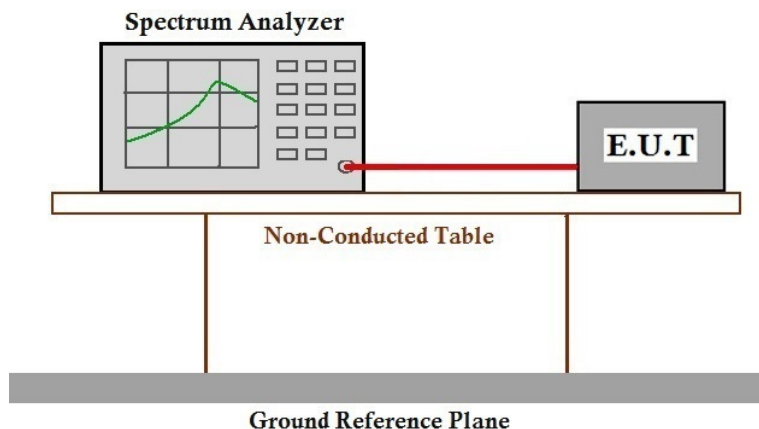 Spectrum Analyzer
E.U.T
Non-Conducted Table
Ground Reference Plane